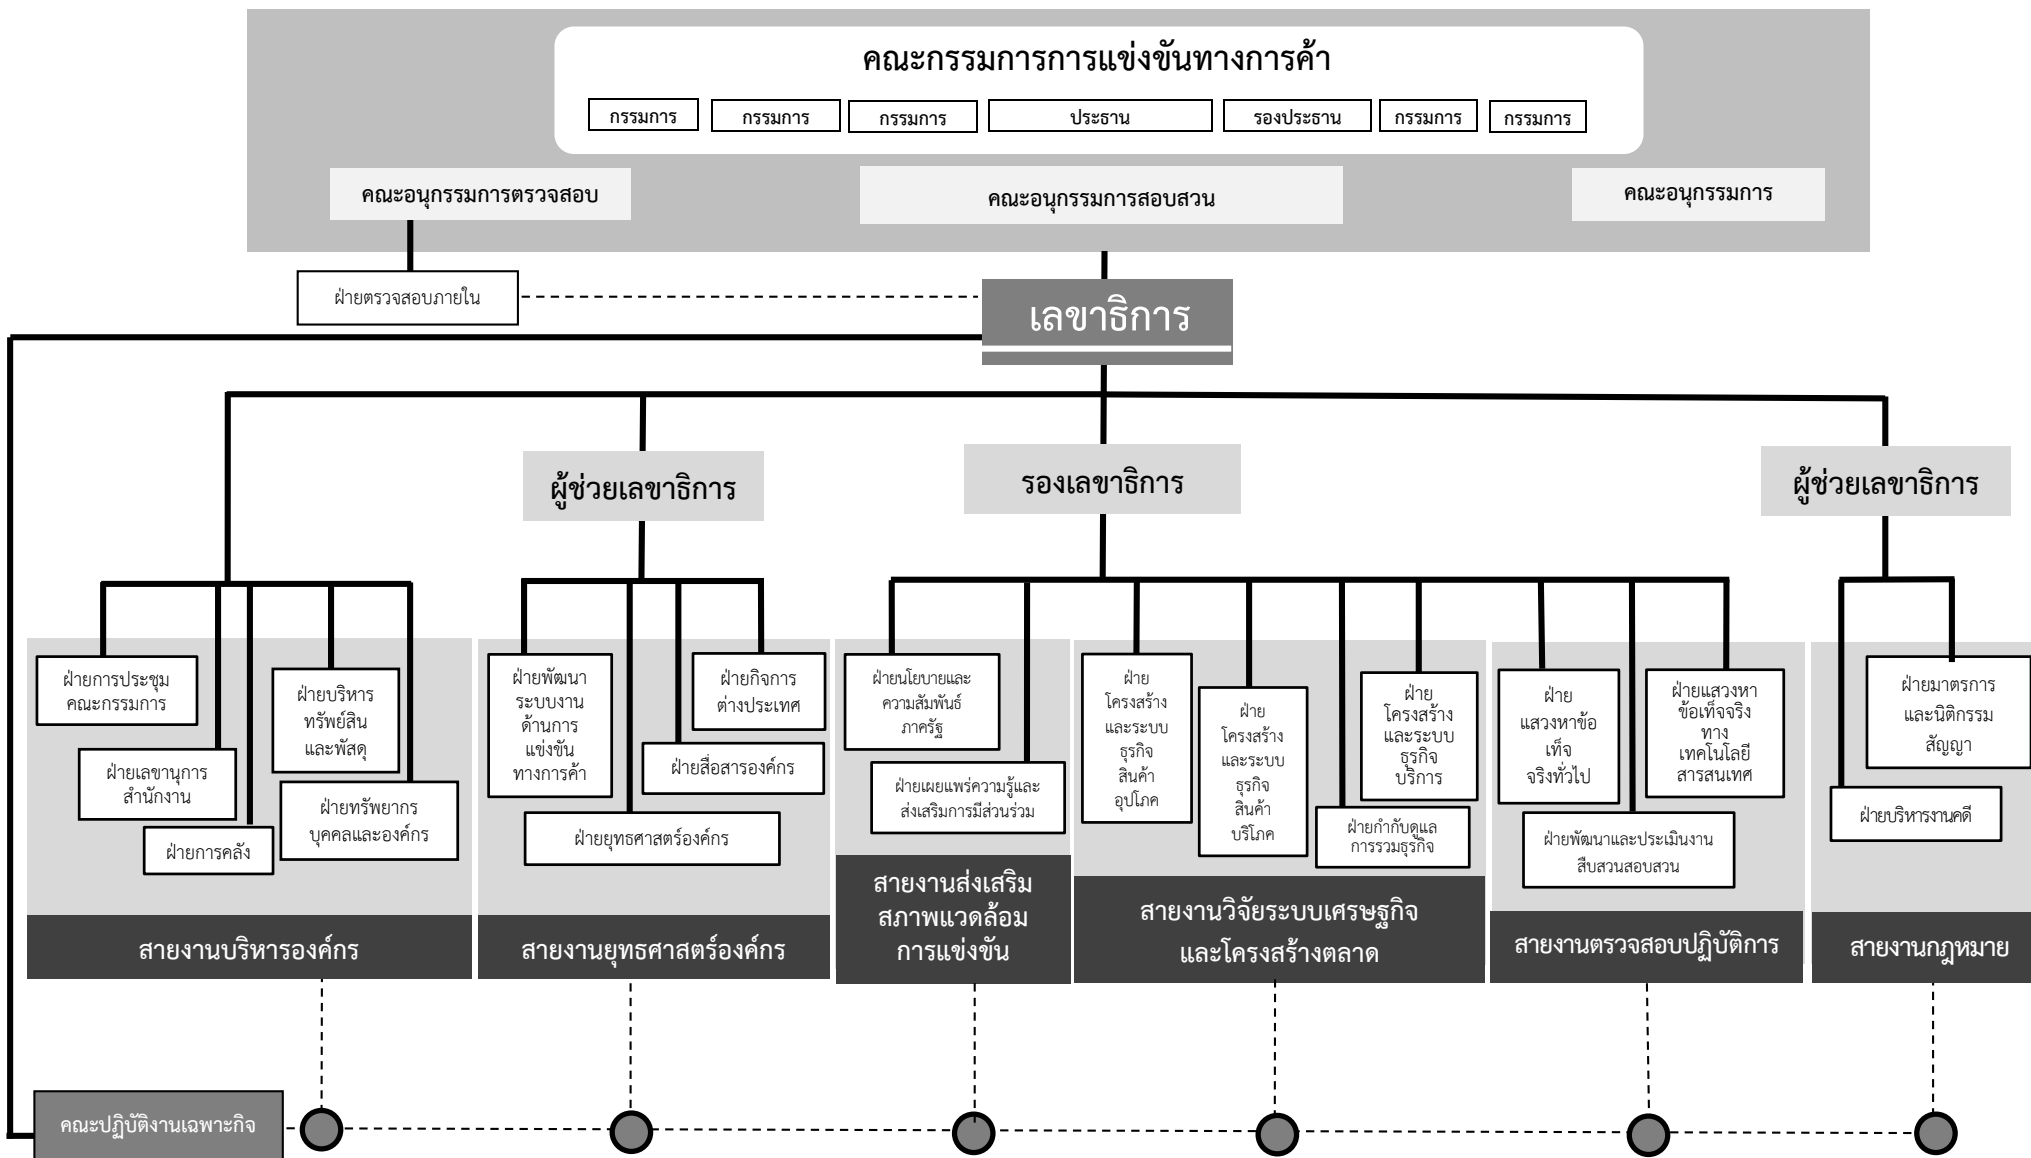 คณะกรรมการการแข่งขันทางการค้า
กรรมการ
กรรมการ
กรรมการ
ประธาน
รองประธาน
กรรมการ
กรรมการ
คณะอนุกรรมการตรวจสอบ
คณะอนุกรรมการสอบสวน
คณะอนุกรรมการ
ฝ่ายตรวจสอบภายใน
เลขาธิการ
ผู้ช่วยเลขาธิการ
รองเลขาธิการ
ผู้ช่วยเลขาธิการ
ฝ่ายการประชุม
คณะกรรมการ
ฝ่ายเลขานุการ
สำนักงาน
ฝ่ายการคลัง
ฝ่ายบริหาร
ทรัพย์สิน
และพัสดุ
ฝ่ายทรัพยากร
บุคคลและองค์กร
สายงานบริหารองค์กร
ฝ่ายพัฒนา
ระบบงาน
ด้านการ
แข่งขัน
ทางการค้า
ฝ่ายยุทธศาสตร์องค์กร
ฝ่ายสื่อสารองค์กร
ฝ่ายกิจการ
ต่างประเทศ
สายงานยุทธศาสตร์องค์กร
ฝ่ายนโยบายและ
ความสัมพันธ์
ภาครัฐ
ฝ่ายเผยแพร่ความรู้และ
ส่งเสริมการมีส่วนร่วม
สายงานส่งเสริม
สภาพแวดล้อม
การแข่งขัน
ฝ่าย
โครงสร้าง
และระบบ
ธุรกิจ
สินค้า
อุปโภค
ฝ่าย
โครงสร้าง
และระบบ
ธุรกิจ
สินค้า
บริโภค
ฝ่าย
โครงสร้าง
และระบบ
ธุรกิจ
บริการ
ฝ่ายกำกับดูแล
การรวมธุรกิจ
สายงานวิจัยระบบเศรษฐกิจ
และโครงสร้างตลาด
ฝ่าย
แสวงหาข้อ
เท็จ
จริงทั่วไป
ฝ่ายพัฒนาและประเมินงาน
สืบสวนสอบสวน
ฝ่ายแสวงหา
ข้อเท็จจริง
ทาง
เทคโนโลยี
สารสนเทศ
สายงานตรวจสอบปฏิบัติการ
ฝ่ายมาตรการ
และนิติกรรม
สัญญา
ฝ่ายบริหารงานคดี
สายงานกฎหมาย
คณะปฏิบัติงานเฉพาะกิจ